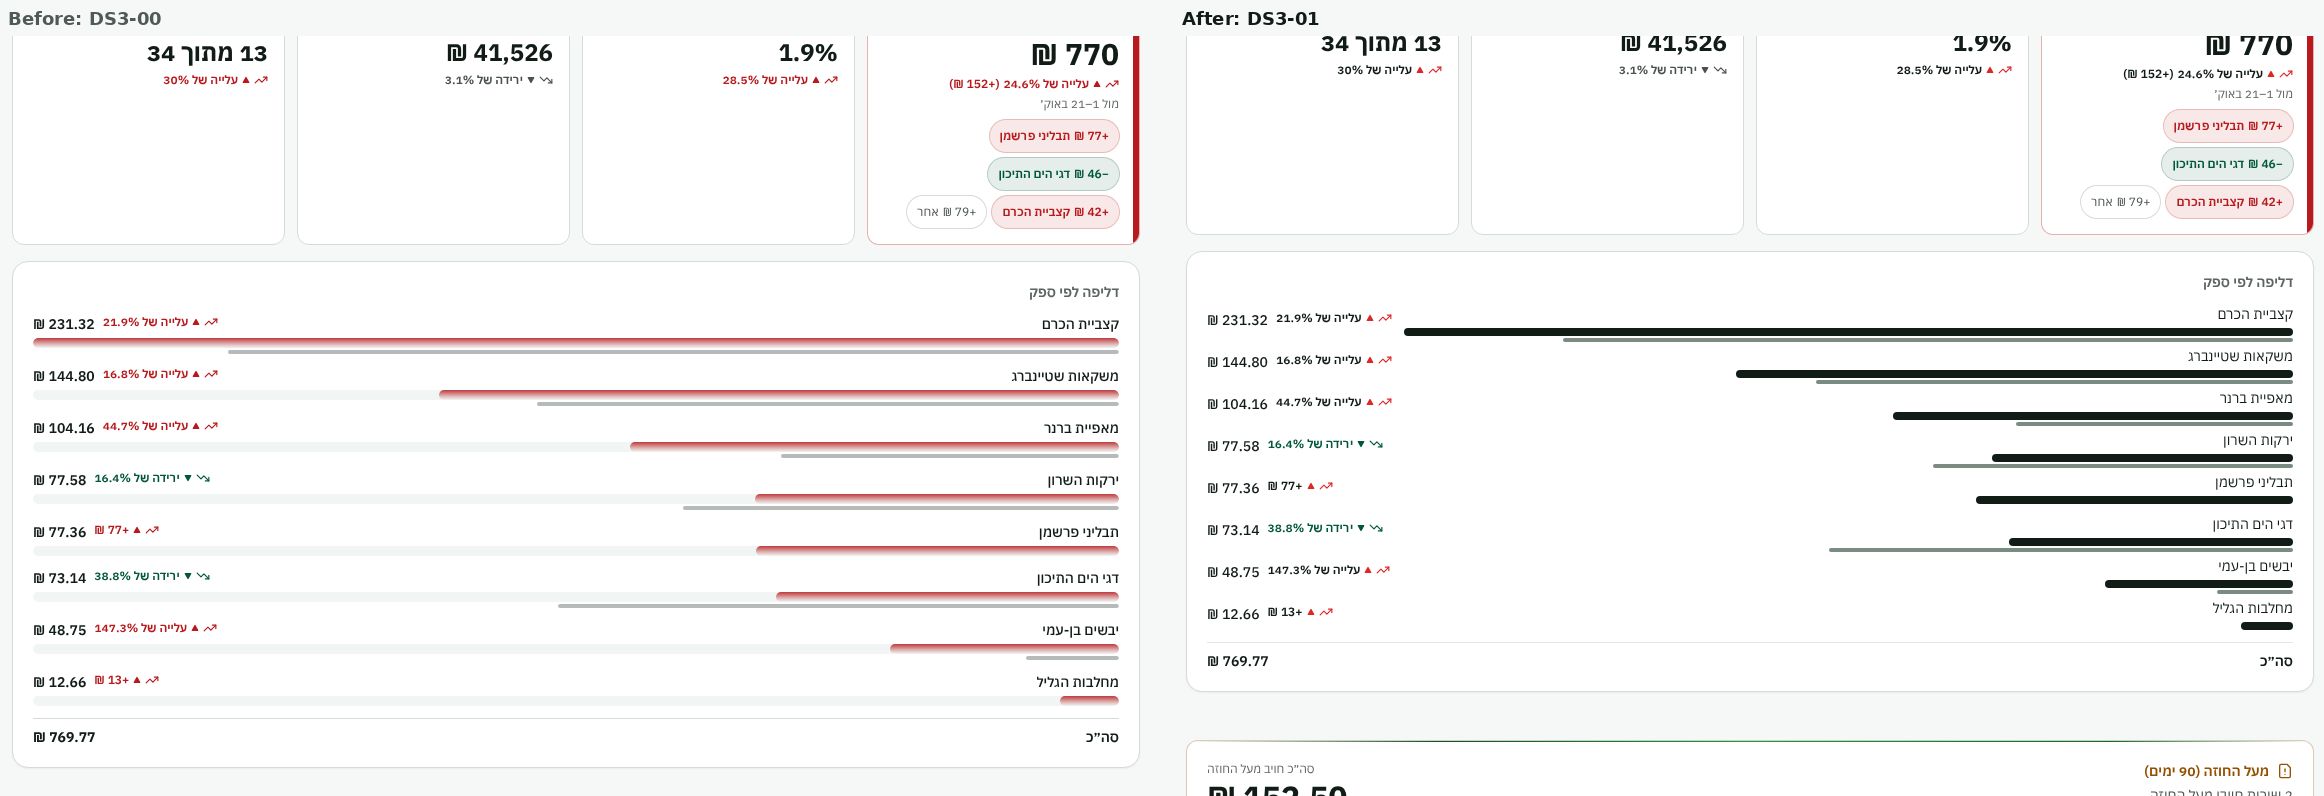 Before: DS3-00
770 ₪
▲ עלייה של 24.6% (+152 ₪)
מול 1–21 באוק׳
+77 ₪ תבליני פרשמן
−46 ₪ דגי הים התיכון
+42 ₪ קצביית הכרם
+79 ₪ אחר
1.9%
▲ עלייה של 28.5%
41,526 ₪
▼ ירידה של 3.1%
13 מתוך 34
▲ עלייה של 30%
דליפה לפי ספק
קצביית הכרם ▲ עלייה של 21.9% 231.32 ₪
משקאות שטיינברג ▲ עלייה של 16.8% 144.80 ₪
מאפיית ברנר ▲ עלייה של 44.7% 104.16 ₪
ירקות השרון ▼ ירידה של 16.4% 77.58 ₪
תבליני פרשמן ▲ +77 ₪ 77.36 ₪
דגי הים התיכון ▼ ירידה של 38.8% 73.14 ₪
יבשים בן-עמי ▲ עלייה של 147.3% 48.75 ₪
מחלבות הגליל ▲ +13 ₪ 12.66 ₪
סה״כ 769.77 ₪
After: DS3-01
770 ₪
▲ עלייה של 24.6% (+152 ₪)
מול 1–21 באוק׳
+77 ₪ תבליני פרשמן
−46 ₪ דגי הים התיכון
+42 ₪ קצביית הכרם
+79 ₪ אחר
1.9%
▲ עלייה של 28.5%
41,526 ₪
▼ ירידה של 3.1%
13 מתוך 34
▲ עלייה של 30%
דליפה לפי ספק
קצביית הכרם ▲ עלייה של 21.9% 231.32 ₪
משקאות שטיינברג ▲ עלייה של 16.8% 144.80 ₪
מאפיית ברנר ▲ עלייה של 44.7% 104.16 ₪
ירקות השרון ▼ ירידה של 16.4% 77.58 ₪
תבליני פרשמן ▲ +77 ₪ 77.36 ₪
דגי הים התיכון ▼ ירידה של 38.8% 73.14 ₪
יבשים בן-עמי ▲ עלייה של 147.3% 48.75 ₪
מחלבות הגליל ▲ +13 ₪ 12.66 ₪
סה״כ 769.77 ₪
מעל החוזה (90 ימים)
סה״כ חויב מעל החוזה
152.50 ₪